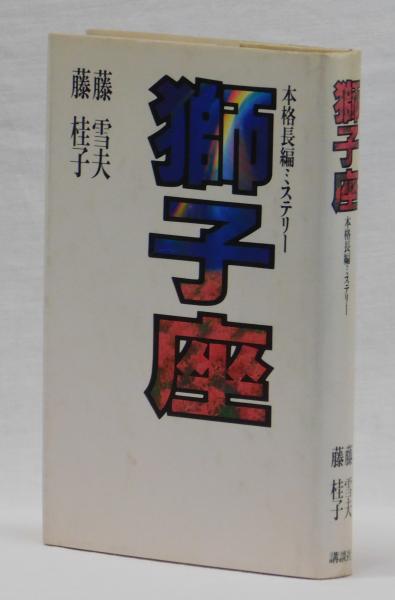 本格長編ミステリー
獅子座
藤 雪夫
藤 桂子
獅子座
本格長編ミステリー
藤 雪夫
藤 桂子
講談社